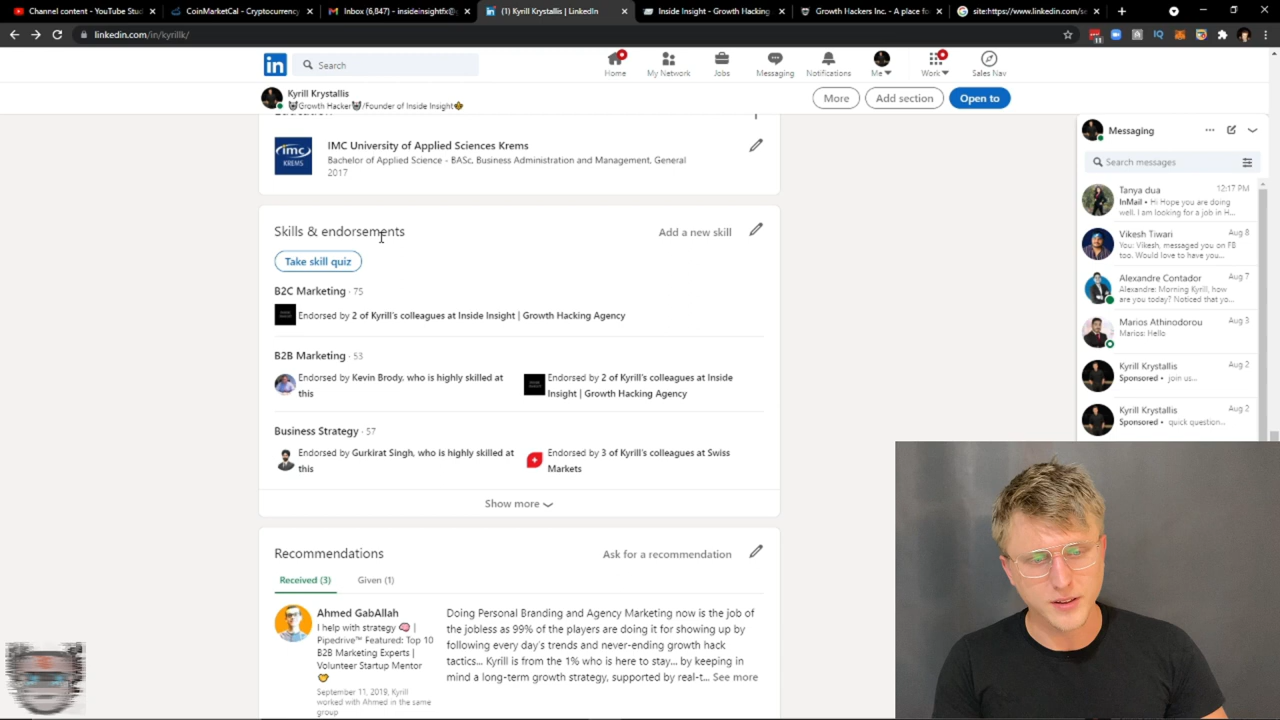 Channel content - YouTube Stud
CoinMarketCal - Cryptocurrency
Inbox (6,847) - insideinsightfx@
(1) Kyrill Krystallis | LinkedIn
Inside Insight - Growth Hacking
Growth Hackers Inc. - A place fo
site:https://www.linkedin.com/se
linkedin.com/in/kyrillk/
11
in
Search
Home
My Network
Jobs
Messaging
Notifications
Me
Work
Sales Nav
Kyrill Krystallis
Growth Hacker /Founder of Inside Insight
More
Add section
Open to
Education
imc
KREMS
IMC University of Applied Sciences Krems
Bachelor of Applied Science - BASc, Business Administration and Management, General
2017
Skills & endorsements
Add a new skill
Take skill quiz
B2C Marketing · 75
Endorsed by 2 of Kyrill's colleagues at Inside Insight | Growth Hacking Agency
B2B Marketing · 53
Endorsed by Kevin Brody, who is highly skilled at
this
Endorsed by 2 of Kyrill's colleagues at Inside
Insight | Growth Hacking Agency
Business Strategy · 57
Endorsed by Gurkirat Singh, who is highly skilled at
this
Endorsed by 3 of Kyrill's colleagues at Swiss
Markets
Show more
Recommendations
Ask for a recommendation
Received (3)
Given (1)
Ahmed GabAllah
I help with strategy |
Pipedrive™ Featured: Top 10
B2B Marketing Experts |
Volunteer Startup Mentor
September 11, 2019, Kyrill
worked with Ahmed in the same
group
Doing Personal Branding and Agency Marketing now is the job of
the jobless as 99% of the players are doing it for showing up by
following every day's trends and never-ending growth hack
tactics... Kyrill is from the 1% who is here to stay... by keeping in
mind a long-term growth strategy, supported by real-t... See more
Messaging
Search messages
Tanya dua
12:17 PM
InMail • Hi Hope you are doing
well. I am looking for a job in H...
Vikesh Tiwari
Aug 8
You: Vikesh, messaged you on FB
too. Would love to have you...
Alexandre Contador
Aug 7
Alexandre: Morning Kyrill, how
are you today? Noticed that yo...
Marios Athinodorou
Aug 3
Marios: Hello
Kyrill Krystallis
Aug 2
Sponsored • join us...
Kyrill Krystallis
Aug 2
Sponsored • quick question...